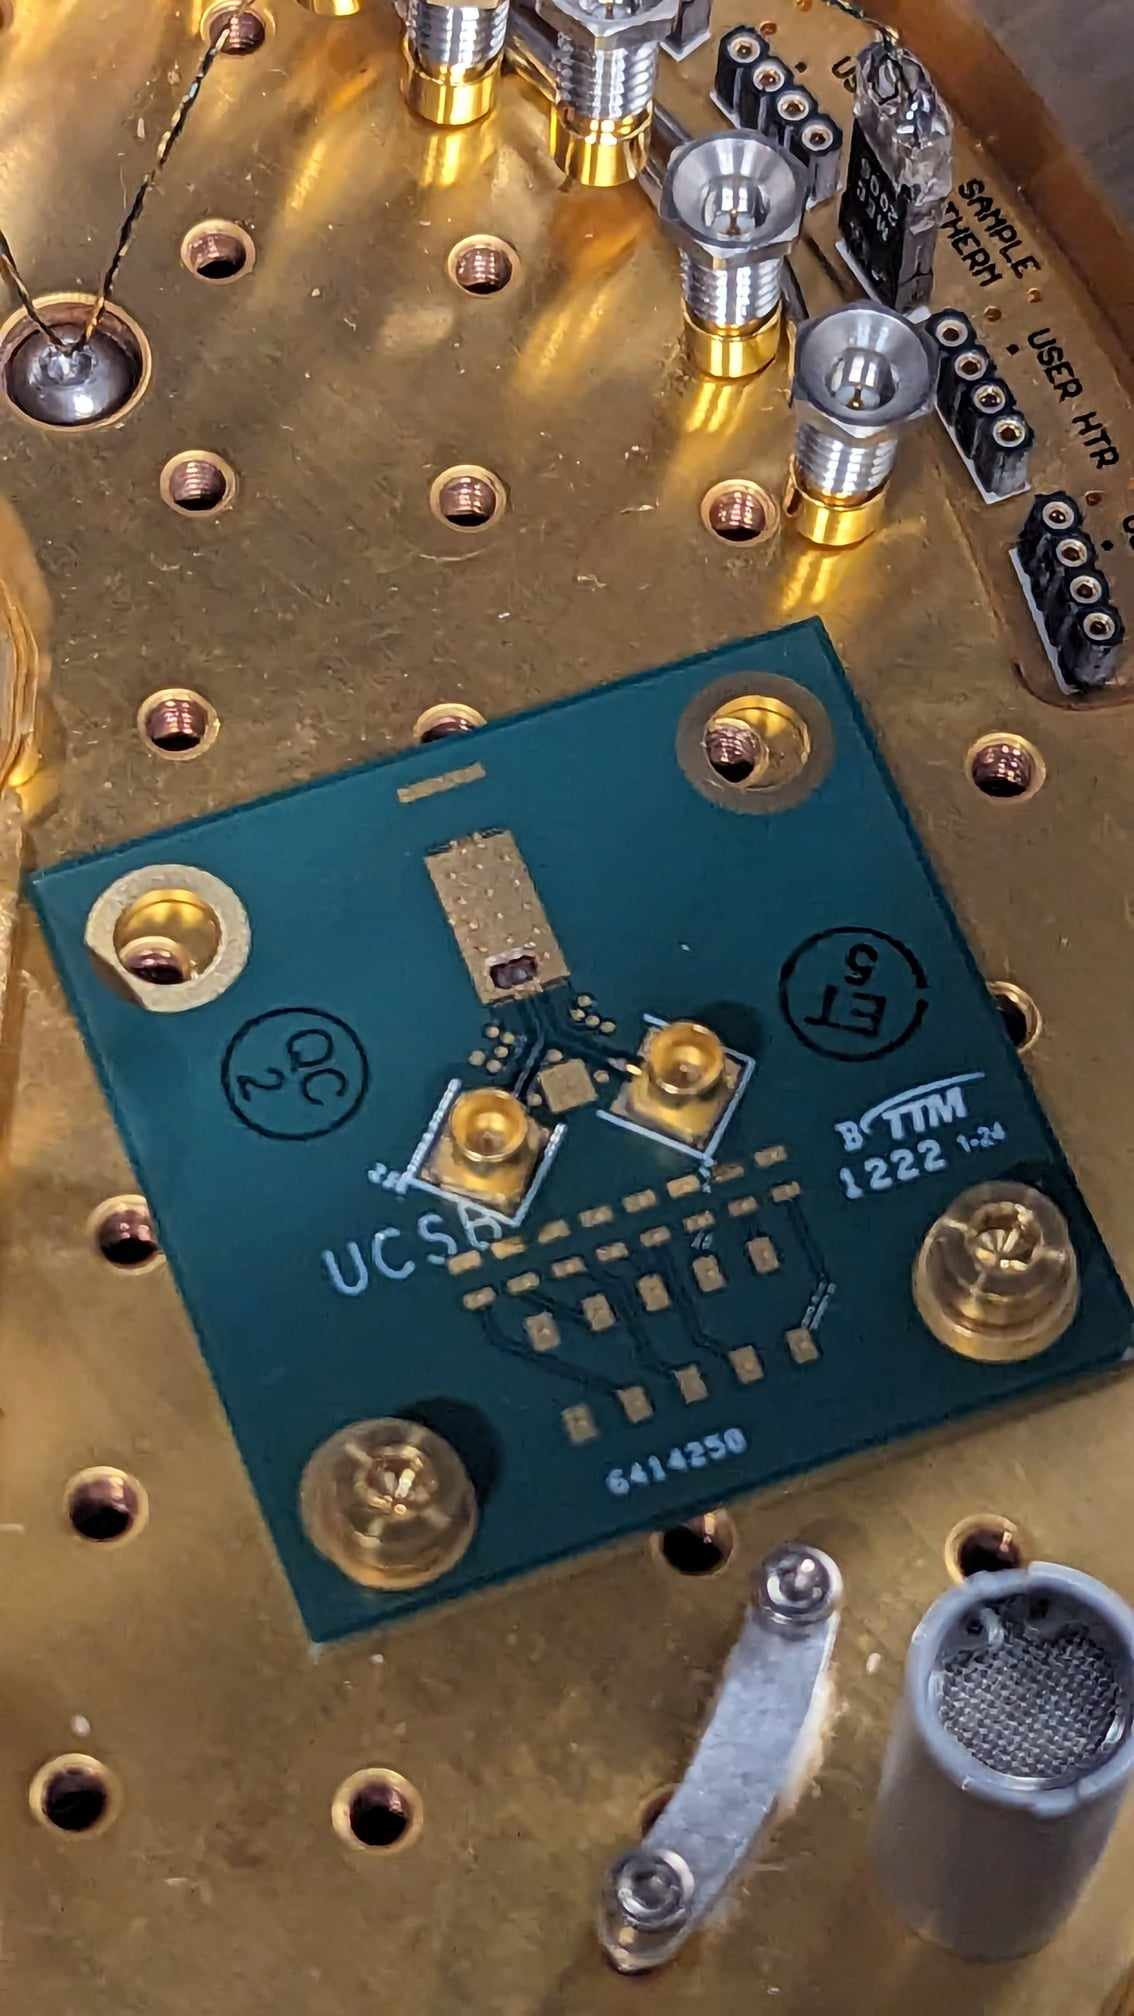 SAMPLE
THERM
USER HTR
ET
5
QC
2
TTM
1222 1-24
UCSB
6414250